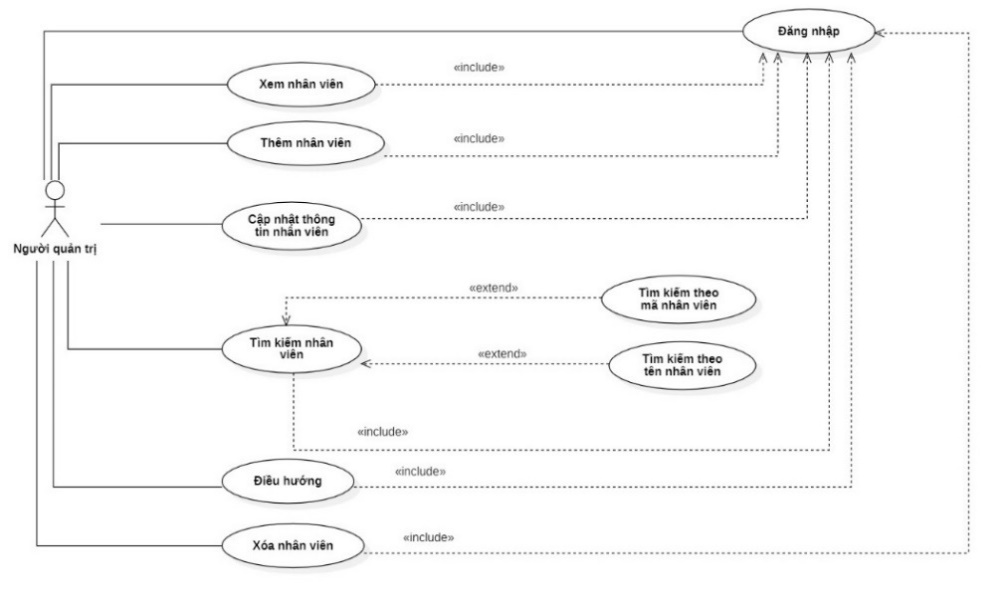 Đăng nhập
«include»
Xem nhân viên
«include»
Thêm nhân viên
«include»
Cập nhật thông
tin nhân viên
Người quản trị
«extend»
Tìm kiếm theo
mã nhân viên
Tìm kiếm nhân
viên
«extend»
Tìm kiếm theo
tên nhân viên
«include»
«include»
Điều hướng
«include»
Xóa nhân viên